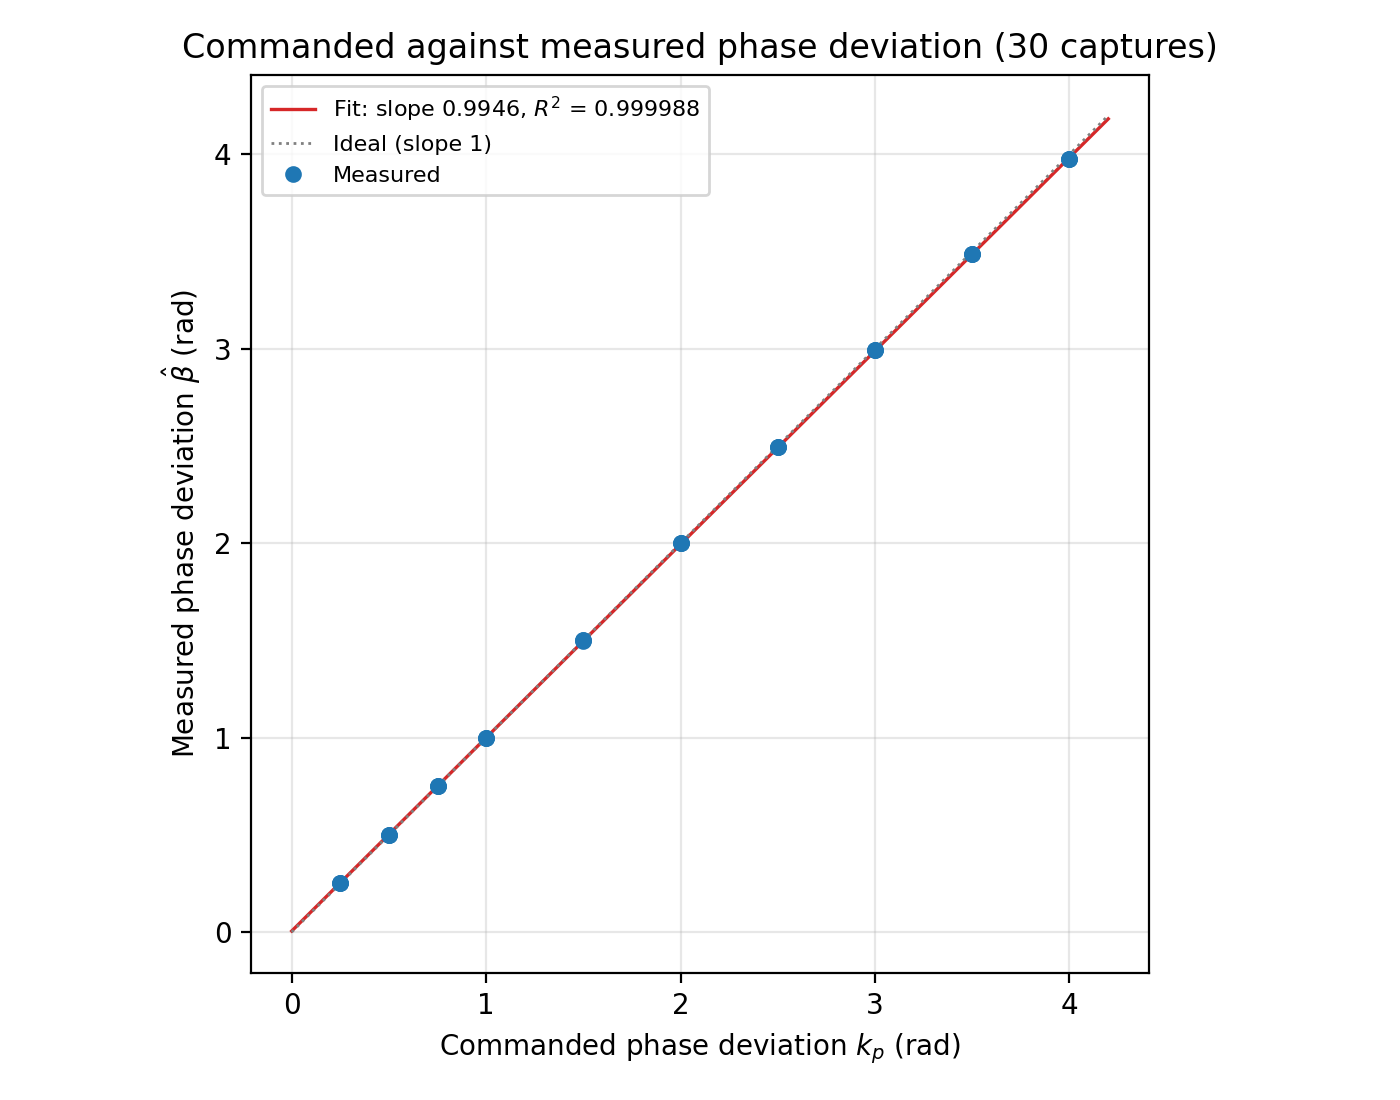 Commanded against measured phase deviation (30 captures)
Fit: slope 0.9946, R² = 0.999988
Ideal (slope 1)
Measured
4
3
2
1
0
Measured phase deviation β̂ (rad)
0 1 2 3 4
Commanded phase deviation kₚ (rad)